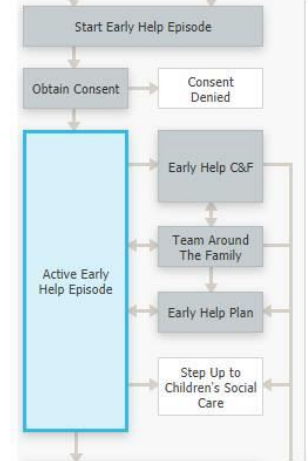 Start Early Help Episode
Obtain Consent
Consent
Denied
Early Help C&F
Team Around
The Family
Active Early
Help Episode
Early Help Plan
Step Up to
Children's Social
Care